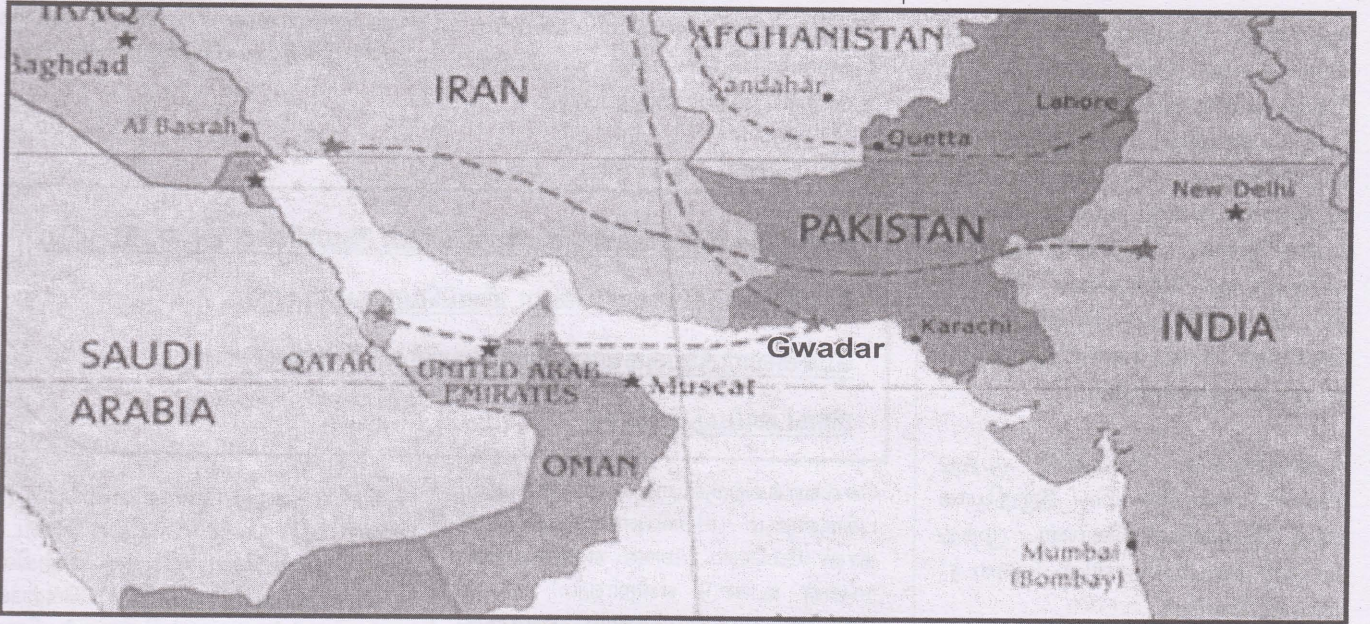 IRAQ
Baghdad
IRAN
AFGHANISTAN
Kandahar
Lahore
Al Basrah
Quetta
New Delhi
PAKISTAN
SAUDI
ARABIA
QATAR
UNITED ARAB
EMIRATES
Gwadar
Karachi
INDIA
Muscat
OMAN
Mumbai
(Bombay)